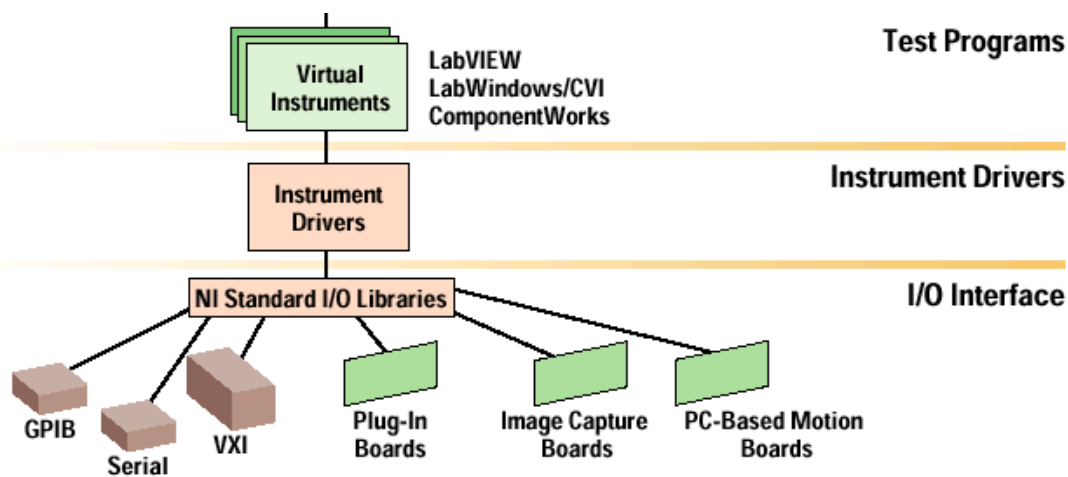 Test Programs
Virtual
Instruments
LabVIEW
LabWindows/CVI
ComponentWorks
Instrument Drivers
Instrument
Drivers
I/O Interface
NI Standard I/O Libraries
GPIB
Serial
VXI
Plug-In
Boards
Image Capture
Boards
PC-Based Motion
Boards